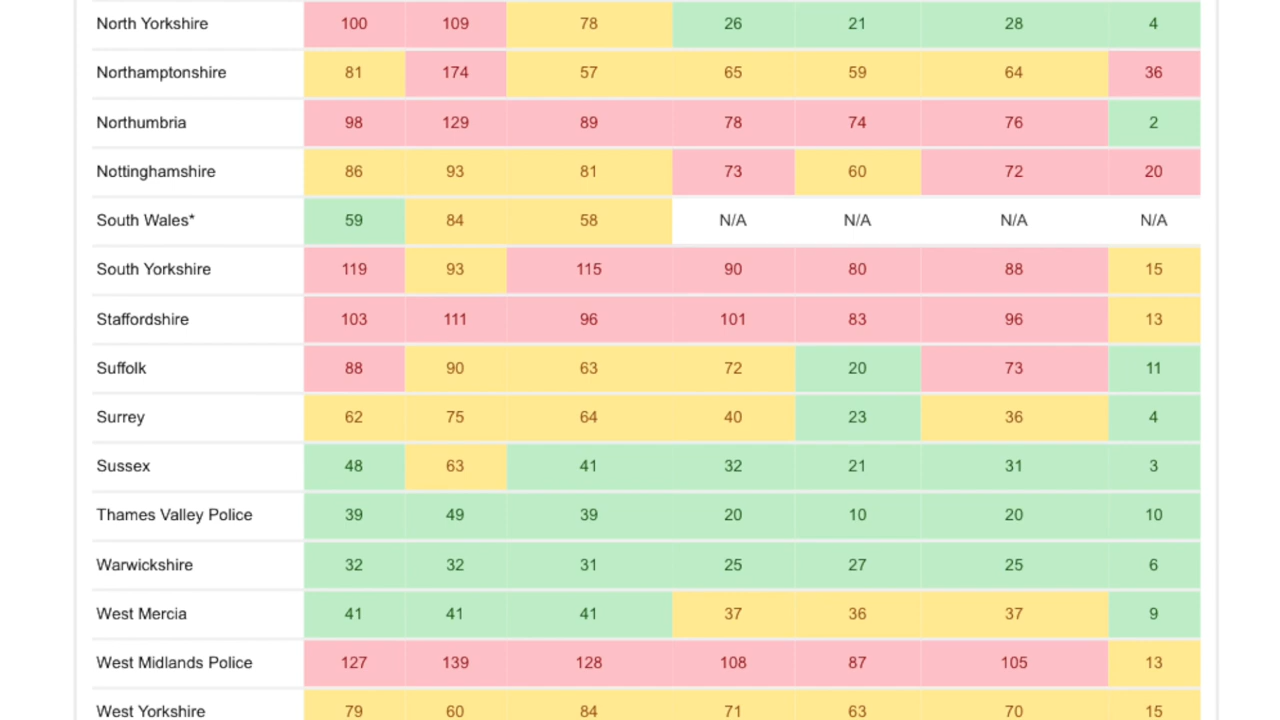 North Yorkshire 100 109 78 26 21 28 4
Northamptonshire 81 174 57 65 59 64 36
Northumbria 98 129 89 78 74 76 2
Nottinghamshire 86 93 81 73 60 72 20
South Wales* 59 84 58 N/A N/A N/A N/A
South Yorkshire 119 93 115 90 80 88 15
Staffordshire 103 111 96 101 83 96 13
Suffolk 88 90 63 72 20 73 11
Surrey 62 75 64 40 23 36 4
Sussex 48 63 41 32 21 31 3
Thames Valley Police 39 49 39 20 10 20 10
Warwickshire 32 32 31 25 27 25 6
West Mercia 41 41 41 37 36 37 9
West Midlands Police 127 139 128 108 87 105 13
West Yorkshire 79 60 84 71 63 70 15